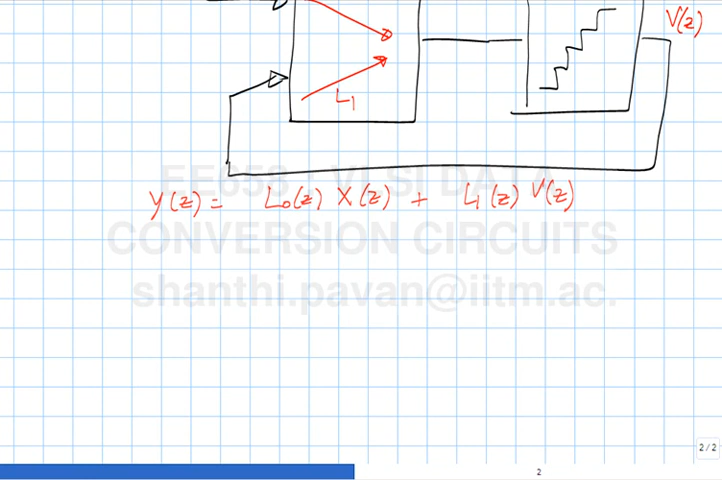 V(z)
L1
Y(z) = L0(z) X(z) + L1(z) V(z)
EE658 : VLSI DATA
CONVERSION CIRCUITS
shanthi.pavan@iitm.ac.
2/2
2